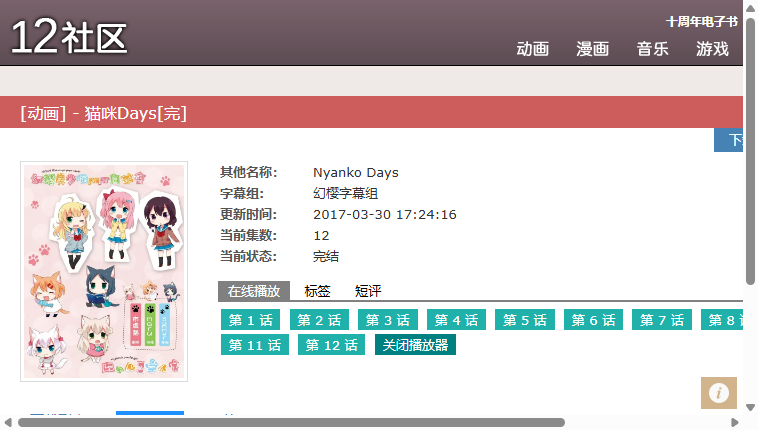 12社区
十周年电子书
动画 漫画 音乐 游戏
[动画] - 猫咪Days[完]
其他名称: Nyanko Days
字幕组: 幻樱字幕组
更新时间: 2017-03-30 17:24:16
当前集数: 12
当前状态: 完结
在线播放 标签 短评
第 1 话 第 2 话 第 3 话 第 4 话 第 5 话 第 6 话 第 7 话 第 8
第 11 话 第 12 话 关闭播放器